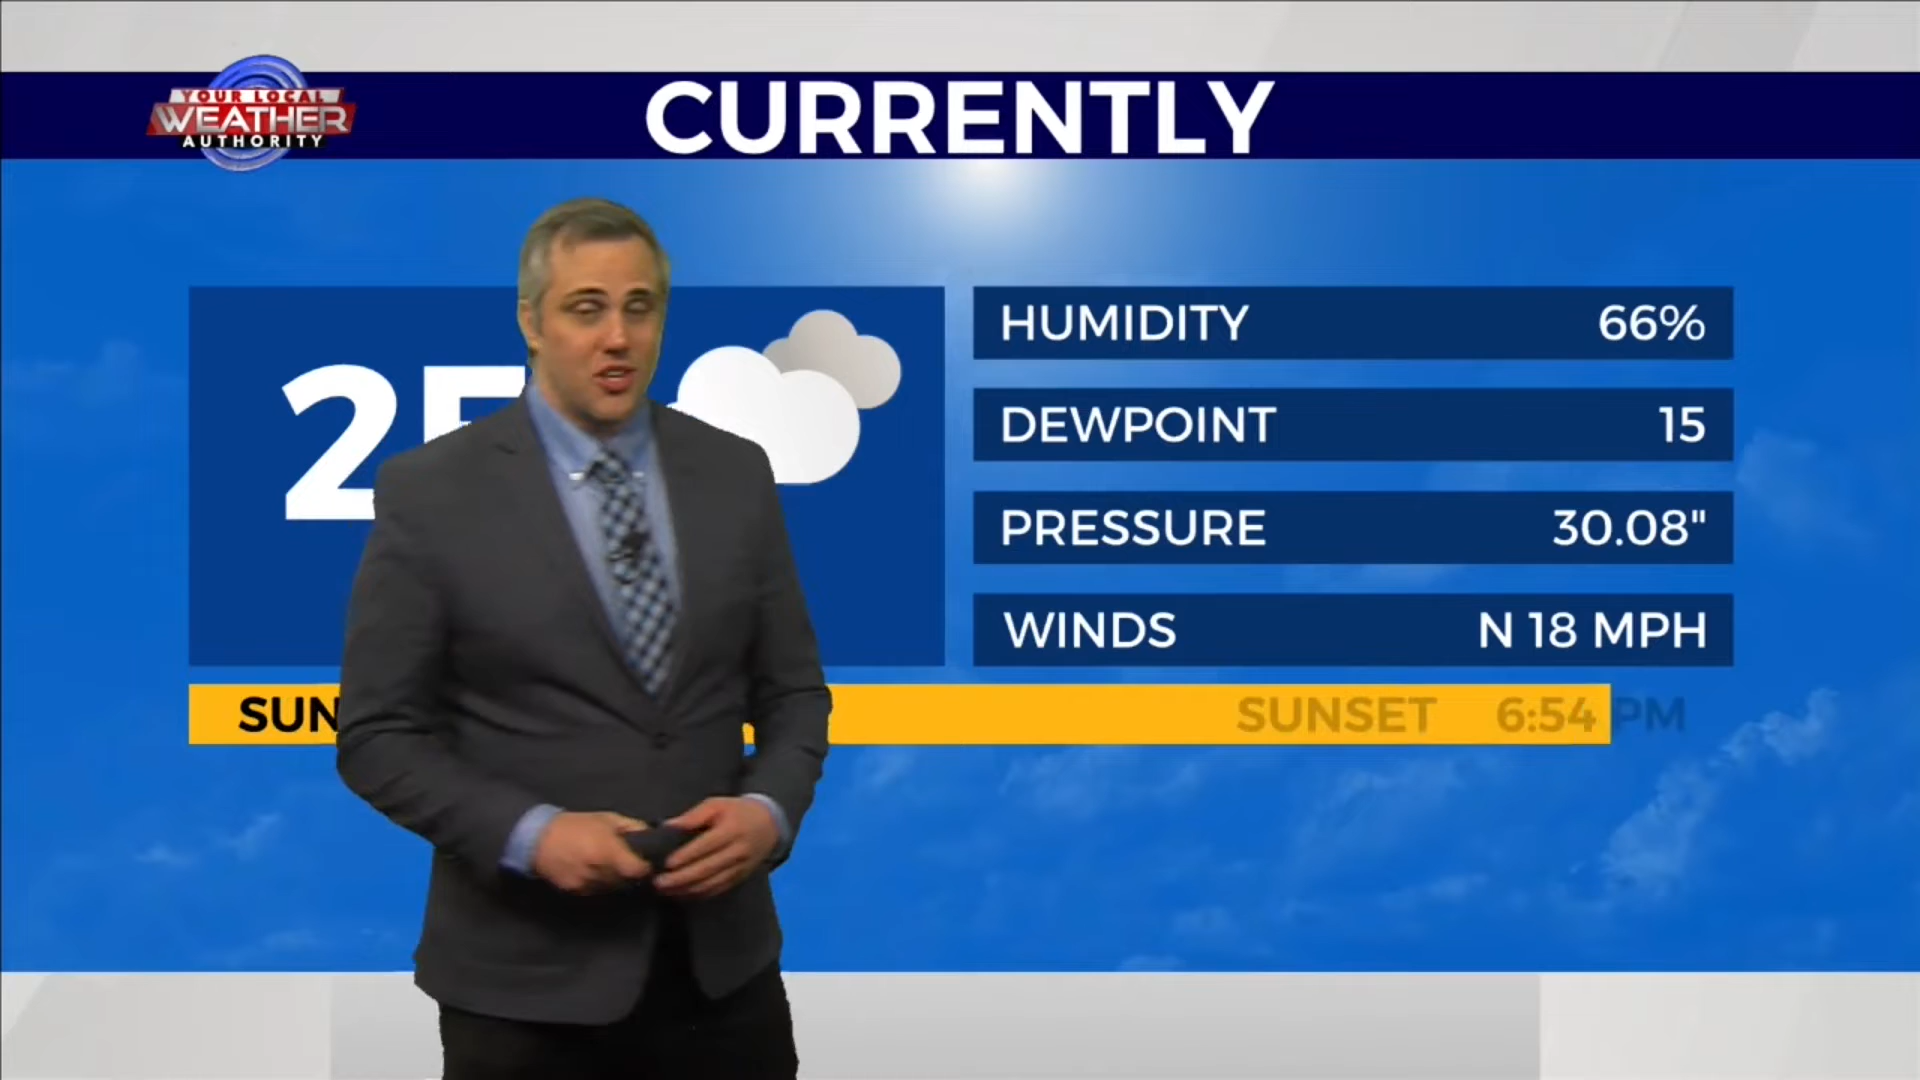 YOUR LOCAL
WEATHER
AUTHORITY
CURRENTLY
2
HUMIDITY 66%
DEWPOINT 15
PRESSURE 30.08"
WINDS N 18 MPH
SUN
SUNSET 6:54 PM